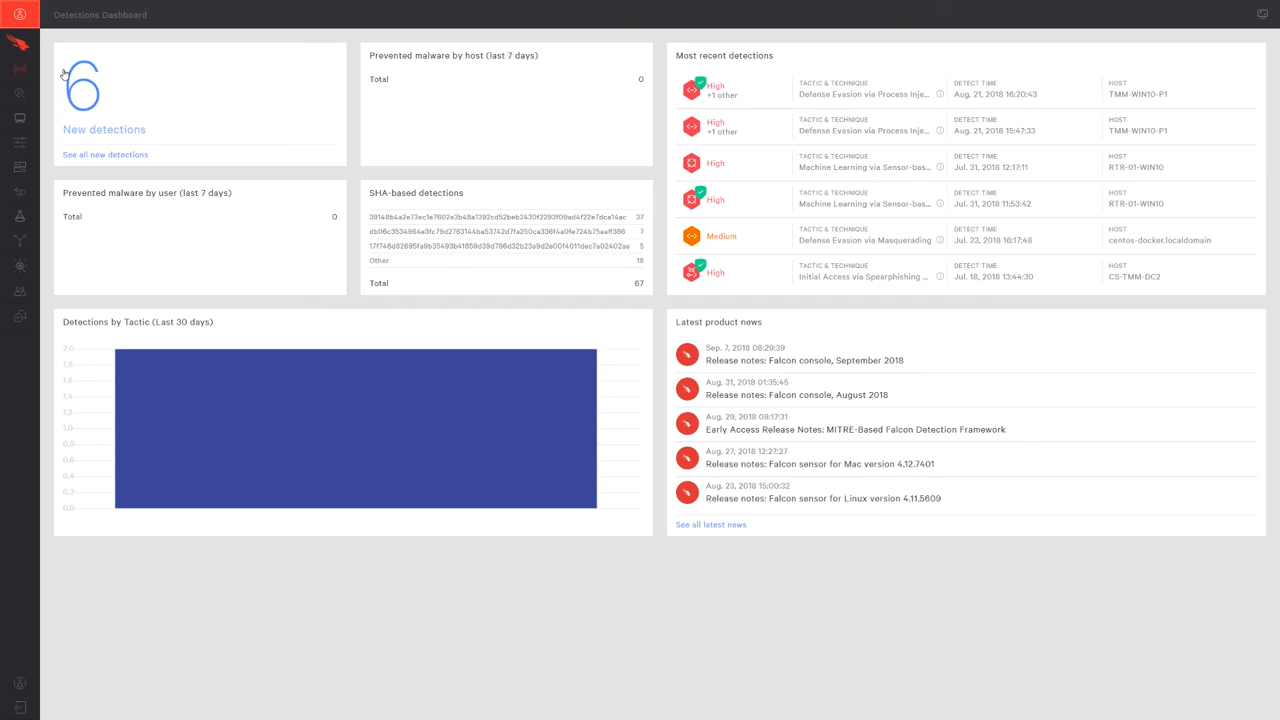 Detections Dashboard
6
New detections
See all new detections
Prevented malware by host (last 7 days)
Total 0
Most recent detections
High
+1 other
TACTIC & TECHNIQUE
Defense Evasion via Process Inje...
DETECT TIME
Aug. 21, 2018 16:20:43
HOST
TMM-WIN10-P1
High
+1 other
TACTIC & TECHNIQUE
Defense Evasion via Process Inje...
DETECT TIME
Aug. 21, 2018 15:47:33
HOST
TMM-WIN10-P1
High
TACTIC & TECHNIQUE
Machine Learning via Sensor-bas...
DETECT TIME
Jul. 31, 2018 12:17:11
HOST
RTR-01-WIN10
High
TACTIC & TECHNIQUE
Machine Learning via Sensor-bas...
DETECT TIME
Jul. 31, 2018 11:53:42
HOST
RTR-01-WIN10
Medium
TACTIC & TECHNIQUE
Defense Evasion via Masquerading
DETECT TIME
Jul. 23, 2018 16:17:48
HOST
centos-docker.localdomain
High
TACTIC & TECHNIQUE
Initial Access via Spearphishing ...
DETECT TIME
Jul. 18, 2018 13:44:30
HOST
CS-TMM-DC2
Prevented malware by user (last 7 days)
Total 0
SHA-based detections
39148b4a2e73ec1e7602e3b48a1392cd52beb2430f2293f09ad4f22e7dca14ac 37
db06c3534964e3fc79d2763144ba53742d7fa250ca336f4a0fe724b75aaff386 7
17f746d82695fa9b35493b41859d39d786d32b23a9d2e00f4011dec7a02402ae 5
Other 18
Total 67
Detections by Tactic (Last 30 days)
2.0
1.8
1.6
1.4
1.2
1.0
0.8
0.6
0.4
0.2
0.0
Latest product news
Sep. 7, 2018 08:29:39
Release notes: Falcon console, September 2018
Aug. 31, 2018 01:35:45
Release notes: Falcon console, August 2018
Aug. 29, 2018 08:17:31
Early Access Release Notes: MITRE-Based Falcon Detection Framework
Aug. 27, 2018 12:27:27
Release notes: Falcon sensor for Mac version 4.12.7401
Aug. 23, 2018 15:00:32
Release notes: Falcon sensor for Linux version 4.11.5609
See all latest news